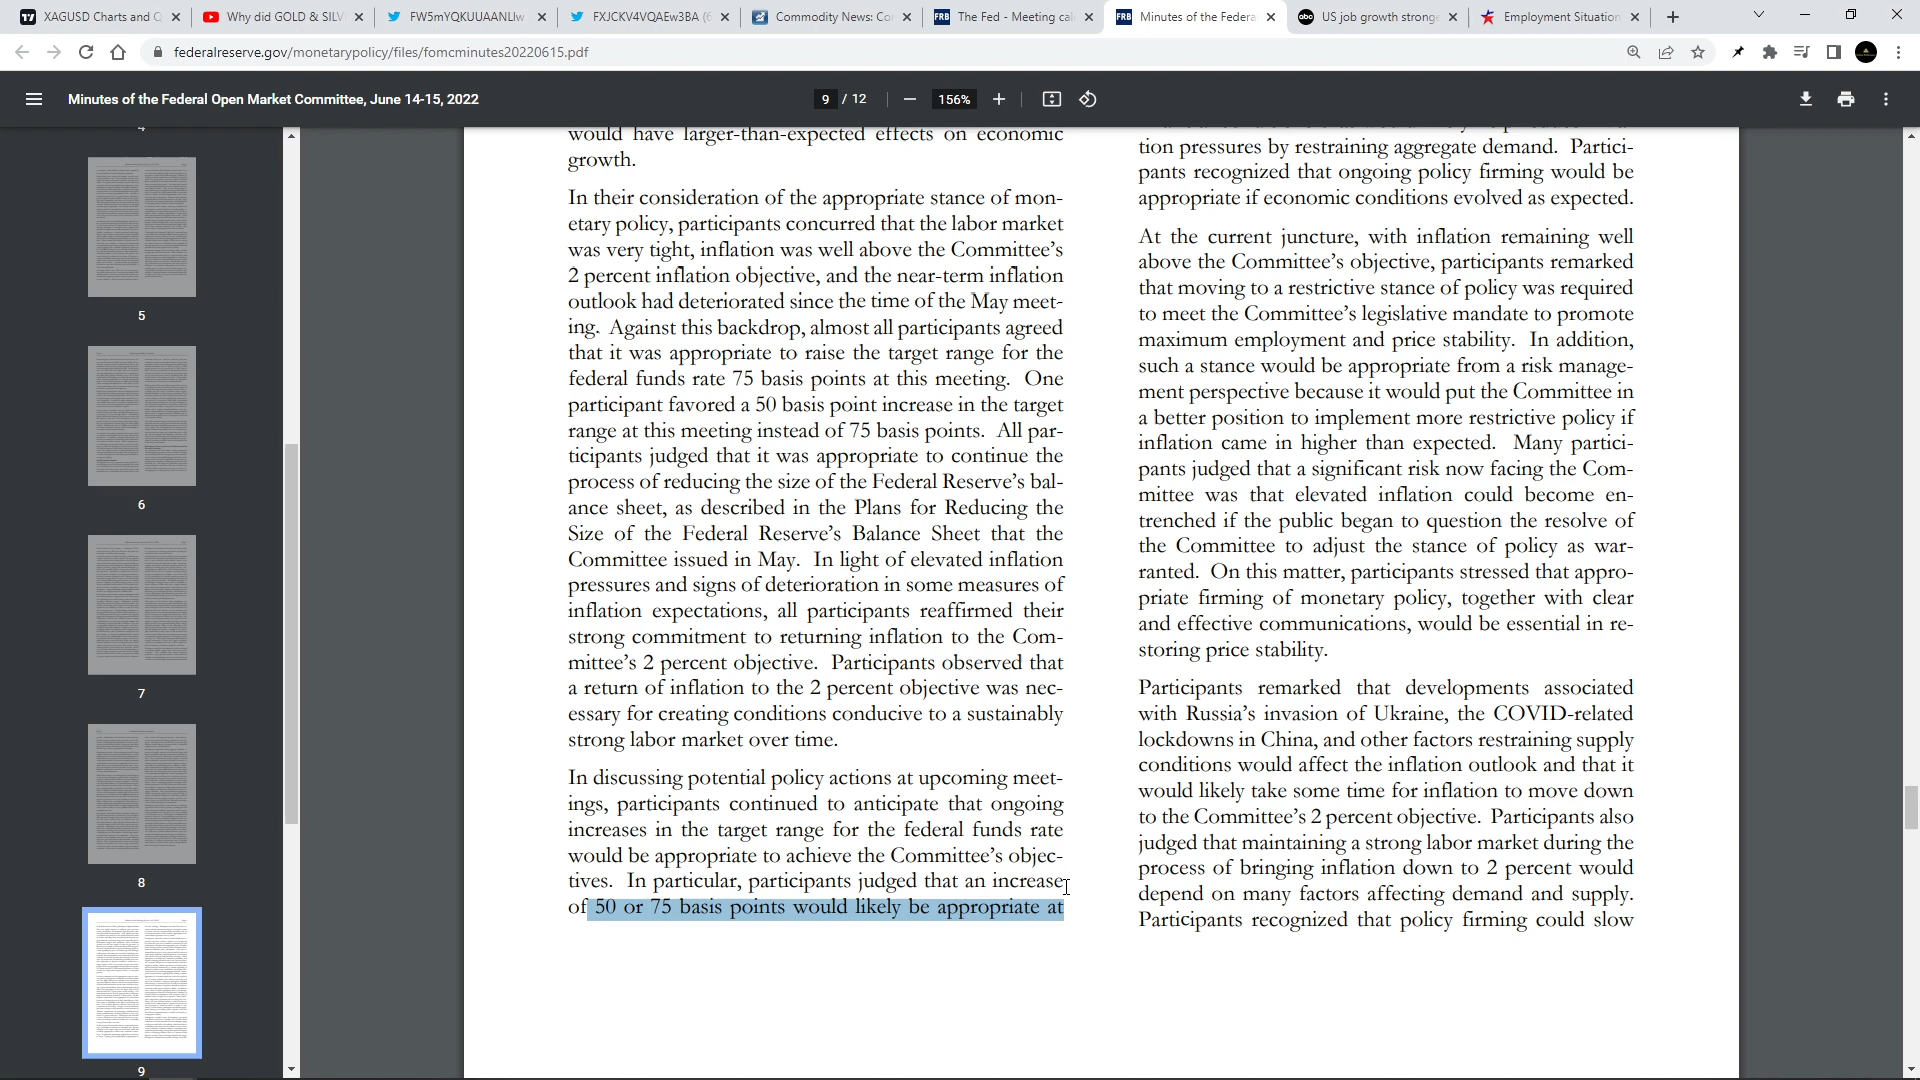 XAGUSD Charts and Q
Why did GOLD & SILV
FW5mYQKUUAANLlw
FXJCKV4VQAEw3BA (6
Commodity News: Co
The Fed - Meeting cal
Minutes of the Federa
US job growth stronge
Employment Situation
federalreserve.gov/monetarypolicy/files/fomcminutes20220615.pdf
Minutes of the Federal Open Market Committee, June 14-15, 2022
9 / 12
156%
4
5
6
7
8
9
would have larger-than-expected effects on economic
growth.
In their consideration of the appropriate stance of mon-
etary policy, participants concurred that the labor market
was very tight, inflation was well above the Committee's
2 percent inflation objective, and the near-term inflation
outlook had deteriorated since the time of the May meet-
ing. Against this backdrop, almost all participants agreed
that it was appropriate to raise the target range for the
federal funds rate 75 basis points at this meeting. One
participant favored a 50 basis point increase in the target
range at this meeting instead of 75 basis points. All par-
ticipants judged that it was appropriate to continue the
process of reducing the size of the Federal Reserve's bal-
ance sheet, as described in the Plans for Reducing the
Size of the Federal Reserve's Balance Sheet that the
Committee issued in May. In light of elevated inflation
pressures and signs of deterioration in some measures of
inflation expectations, all participants reaffirmed their
strong commitment to returning inflation to the Com-
mittee's 2 percent objective. Participants observed that
a return of inflation to the 2 percent objective was nec-
essary for creating conditions conducive to a sustainably
strong labor market over time.
In discussing potential policy actions at upcoming meet-
ings, participants continued to anticipate that ongoing
increases in the target range for the federal funds rate
would be appropriate to achieve the Committee's objec-
tives. In particular, participants judged that an increase
of 50 or 75 basis points would likely be appropriate at
tion pressures by restraining aggregate demand. Partici-
pants recognized that ongoing policy firming would be
appropriate if economic conditions evolved as expected.
At the current juncture, with inflation remaining well
above the Committee's objective, participants remarked
that moving to a restrictive stance of policy was required
to meet the Committee's legislative mandate to promote
maximum employment and price stability. In addition,
such a stance would be appropriate from a risk manage-
ment perspective because it would put the Committee in
a better position to implement more restrictive policy if
inflation came in higher than expected. Many partici-
pants judged that a significant risk now facing the Com-
mittee was that elevated inflation could become en-
trenched if the public began to question the resolve of
the Committee to adjust the stance of policy as war-
ranted. On this matter, participants stressed that appro-
priate firming of monetary policy, together with clear
and effective communications, would be essential in re-
storing price stability.
Participants remarked that developments associated
with Russia's invasion of Ukraine, the COVID-related
lockdowns in China, and other factors restraining supply
conditions would affect the inflation outlook and that it
would likely take some time for inflation to move down
to the Committee's 2 percent objective. Participants also
judged that maintaining a strong labor market during the
process of bringing inflation down to 2 percent would
depend on many factors affecting demand and supply.
Participants recognized that policy firming could slow